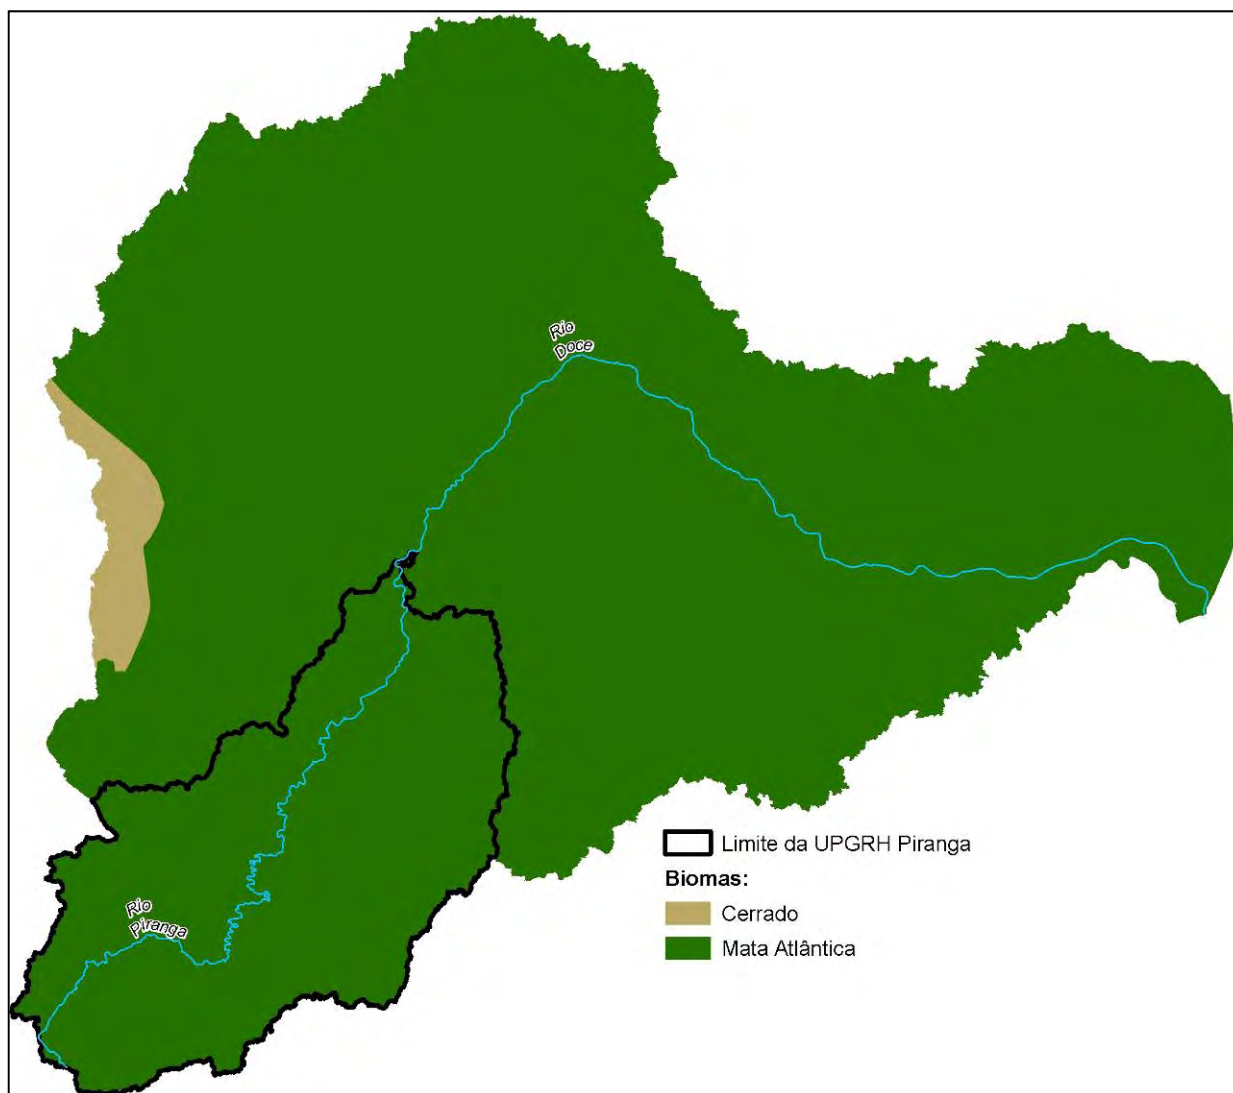 Rio
Doce
Rio
Piranga
Limite da UPGRH Piranga
Biomas:
Cerrado
Mata Atlântica